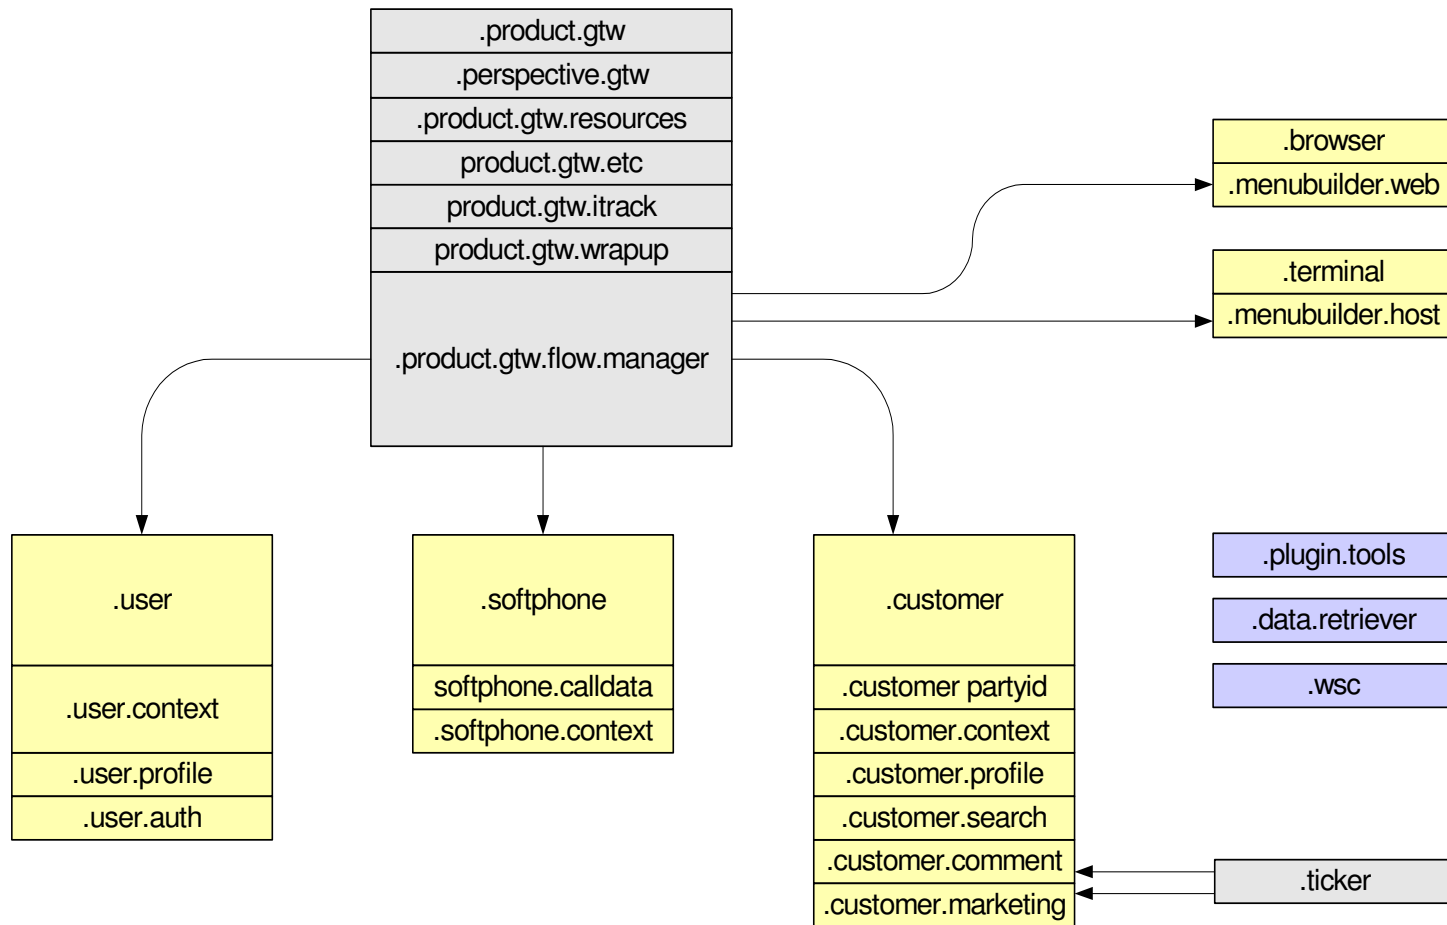 .product.gtw
.perspective.gtw
.product.gtw.resources
product.gtw.etc
product.gtw.itrack
product.gtw.wrapup
.product.gtw.flow.manager
.browser
.menubuilder.web
.terminal
.menubuilder.host
.user
.user.context
.user.profile
.user.auth
.softphone
softphone.calldata
.softphone.context
.customer
.customer partyid
.customer.context
.customer.profile
.customer.search
.customer.comment
.customer.marketing
.plugin.tools
.data.retriever
.wsc
.ticker